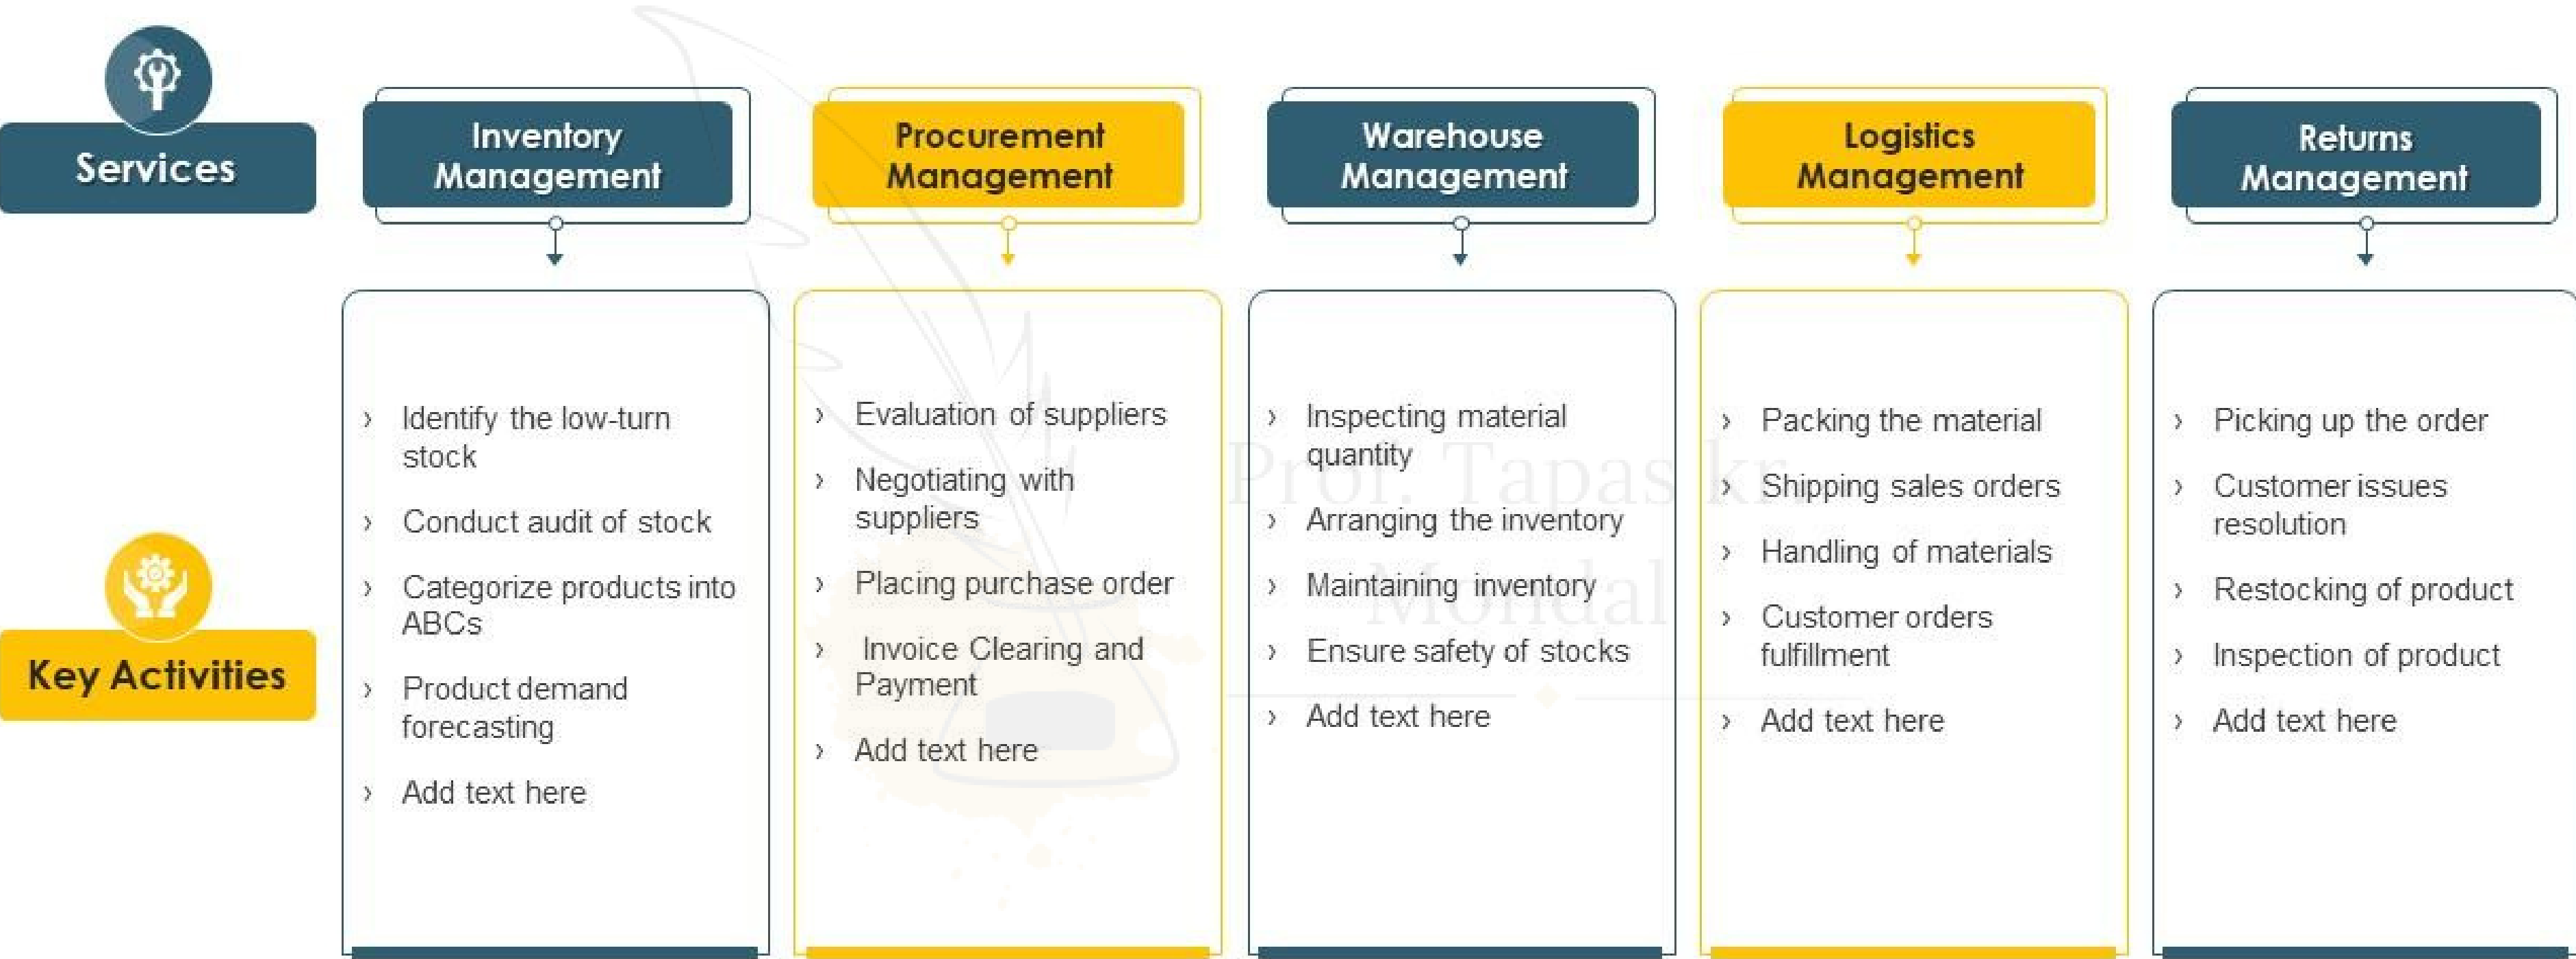 Services
Inventory
Management
Procurement
Management
Warehouse
Management
Logistics
Management
Returns
Management
Key Activities
› Identify the low-turn
stock
› Conduct audit of stock
› Categorize products into
ABCs
› Product demand
forecasting
› Add text here
› Evaluation of suppliers
› Negotiating with
suppliers
› Placing purchase order
› Invoice Clearing and
Payment
› Add text here
› Inspecting material
quantity
› Arranging the inventory
› Maintaining inventory
› Ensure safety of stocks
› Add text here
› Packing the material
› Shipping sales orders
› Handling of materials
› Customer orders
fulfillment
› Add text here
› Picking up the order
› Customer issues
resolution
› Restocking of product
› Inspection of product
› Add text here
Prof. Tapas kr.
Mondal